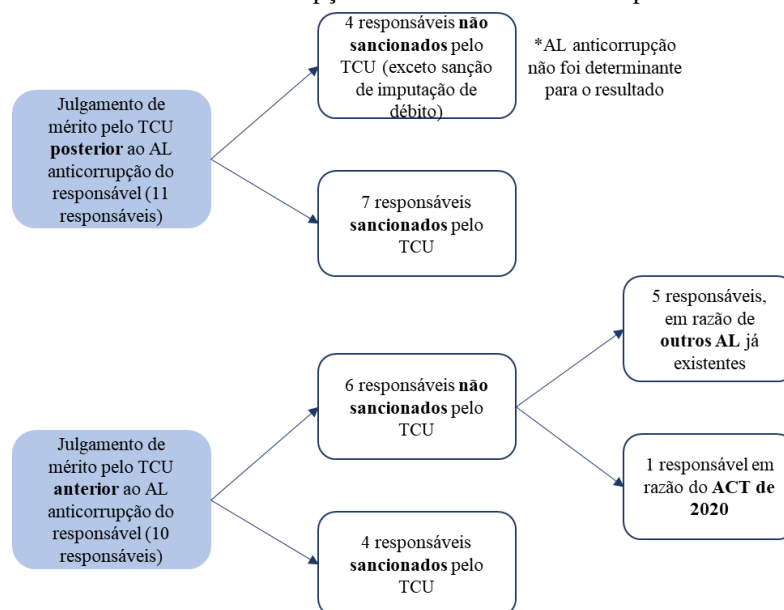 4 responsáveis não
sancionados pelo
TCU (exceto sanção
de imputação de
débito)
*AL anticorrupção
não foi determinante
para o resultado
Julgamento de
mérito pelo TCU
posterior ao AL
anticorrupção do
responsável (11
responsáveis)
7 responsáveis
sancionados pelo
TCU
5 responsáveis,
em razão de
outros AL já
existentes
6 responsáveis não
sancionados pelo
TCU
Julgamento de
mérito pelo TCU
anterior ao AL
anticorrupção do
responsável (10
responsáveis)
1 responsável em
razão do ACT de
2020
4 responsáveis
sancionados pelo
TCU